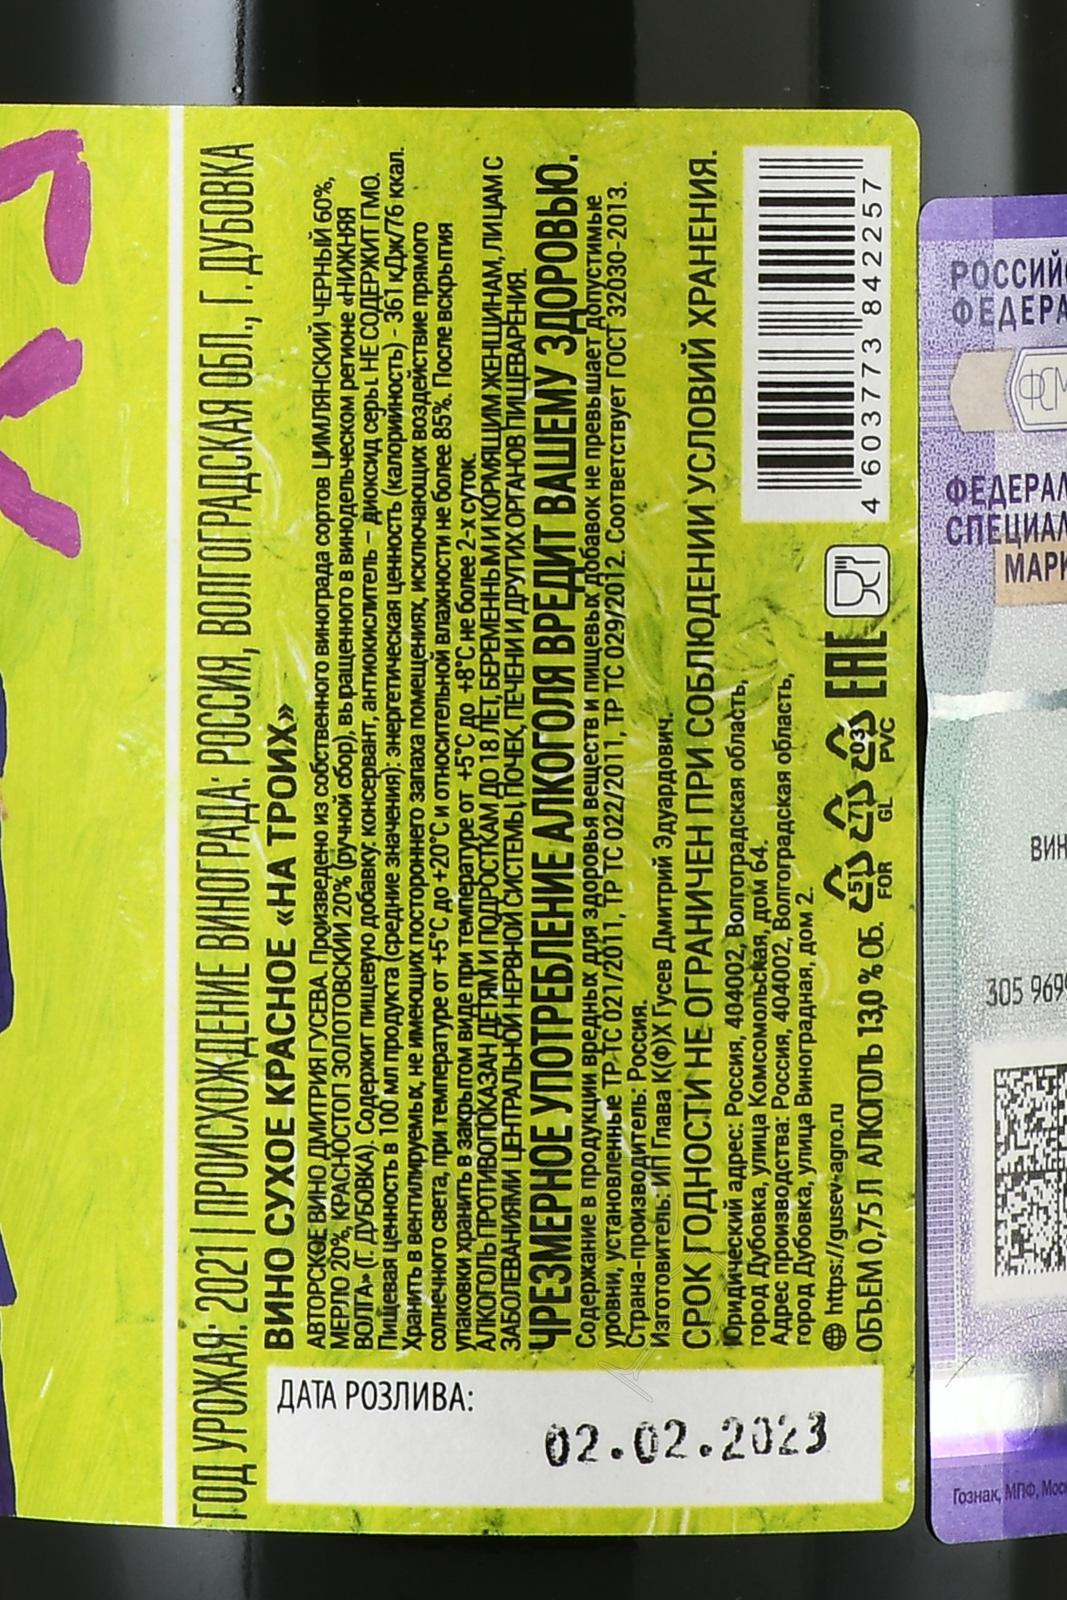 ГОД УРОЖАЯ: 2021 | ПРОИСХОЖДЕНИЕ ВИНОГРАДА: РОССИЯ, ВОЛГОГРАДСКАЯ ОБЛ., Г. ДУБОВКА
ВИНО СУХОЕ КРАСНОЕ «НА ТРОИХ»
АВТОРСКОЕ ВИНО ДМИТРИЯ ГУСЕВА. Произведено из собственного винограда сортов ЦИМЛЯНСКИЙ ЧЕРНЫЙ 60%,
МЕРЛО 20%, КРАСНОСТОП ЗОЛОТОВСКИЙ 20% (ручной сбор), выращенного в винодельческом регионе «НИЖНЯЯ
ВОЛГА» (Г. ДУБОВКА). Содержит пищевую добавку: консервант, антиокислитель – диоксид серы. НЕ СОДЕРЖИТ ГМО.
Пищевая ценность в 100 мл продукта (средние значения): энергетическая ценность (калорийность) - 361 кДж/76 ккал.
Хранить в вентилируемых, не имеющих постороннего запаха помещениях, исключающих воздействие прямого
солнечного света, при температуре от +5°С до +20°С и относительной влажности не более 85%. После вскрытия
упаковки хранить в закрытом виде при температуре от +5°С до +8°С не более 2-х суток.
АЛКОГОЛЬ ПРОТИВОПОКАЗАН ДЕТЯМ И ПОДРОСТКАМ ДО 18 ЛЕТ, БЕРЕМЕННЫМ И КОРМЯЩИМ ЖЕНЩИНАМ, ЛИЦАМ С
ЗАБОЛЕВАНИЯМИ ЦЕНТРАЛЬНОЙ НЕРВНОЙ СИСТЕМЫ, ПОЧЕК, ПЕЧЕНИ И ДРУГИХ ОРГАНОВ ПИЩЕВАРЕНИЯ.
ЧРЕЗМЕРНОЕ УПОТРЕБЛЕНИЕ АЛКОГОЛЯ ВРЕДИТ ВАШЕМУ ЗДОРОВЬЮ.
Содержание в продукции вредных для здоровья веществ и пищевых добавок не превышает допустимые
уровни, установленные ТР ТС 021/2011, ТР ТС 022/2011, ТР ТС 029/2012. Соответствует ГОСТ 32030-2013.
Страна-производитель: Россия.
Изготовитель: ИП Глава К(Ф)Х Гусев Дмитрий Эдуардович.
СРОК ГОДНОСТИ НЕ ОГРАНИЧЕН ПРИ СОБЛЮДЕНИИ УСЛОВИЙ ХРАНЕНИЯ.
Юридический адрес: Россия, 404002, Волгоградская область,
город Дубовка, улица Комсомольская, дом 64.
Адрес производства: Россия, 404002, Волгоградская область,
город Дубовка, улица Виноградная, дом 2.
https://gusev-agro.ru
ОБЪЕМ 0,75 Л АЛКОГОЛЬ 13,0 % ОБ.
51 FOR
71 GL
03 PVC
ЕАС
4 603773 842257
ДАТА РОЗЛИВА:
02.02.2023
РОССИЙС
ФЕДЕРА
ФСМ
ФЕДЕРАЛ
СПЕЦИАЛ
МАРК
ВИН
305 969
Гознак, МПФ, Моск